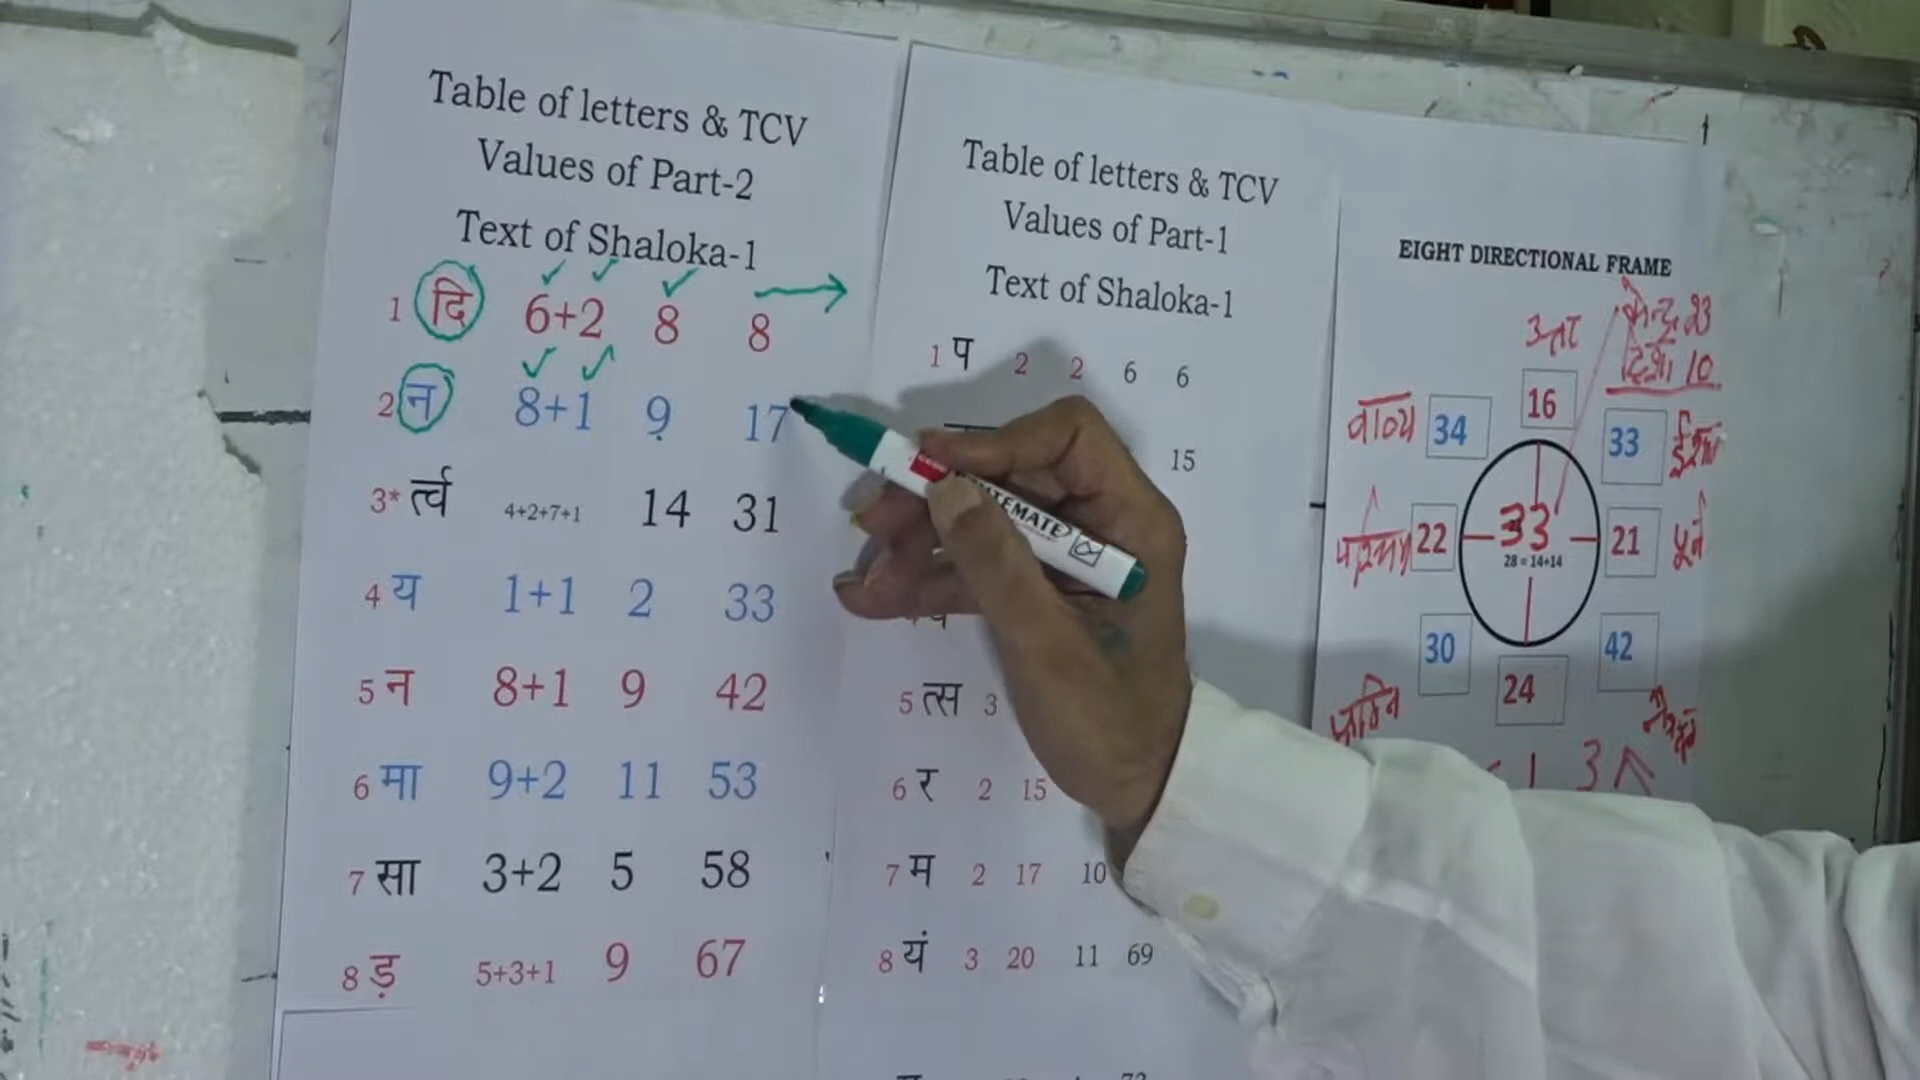 Table of letters & TCV
Values of Part-2
Text of Shaloka-1
1 दि 6+2 8 8
2 न 8+1 9 17
3* र्त्व 4+2+7+1 14 31
4 य 1+1 2 33
5 न 8+1 9 42
6 मा 9+2 11 53
7 सा 3+2 5 58
8 ड़ 5+3+1 9 67
Table of letters & TCV
Values of Part-1
Text of Shaloka-1
1 प 2 2 6 6
15
5 त्स 3
6 र 2 15
7 म 2 17 10
8 यं 3 20 11 69
EIGHT DIRECTIONAL FRAME
23
10
34 16 33
22 33 21
28 = 14+14
30 24 42
1 3